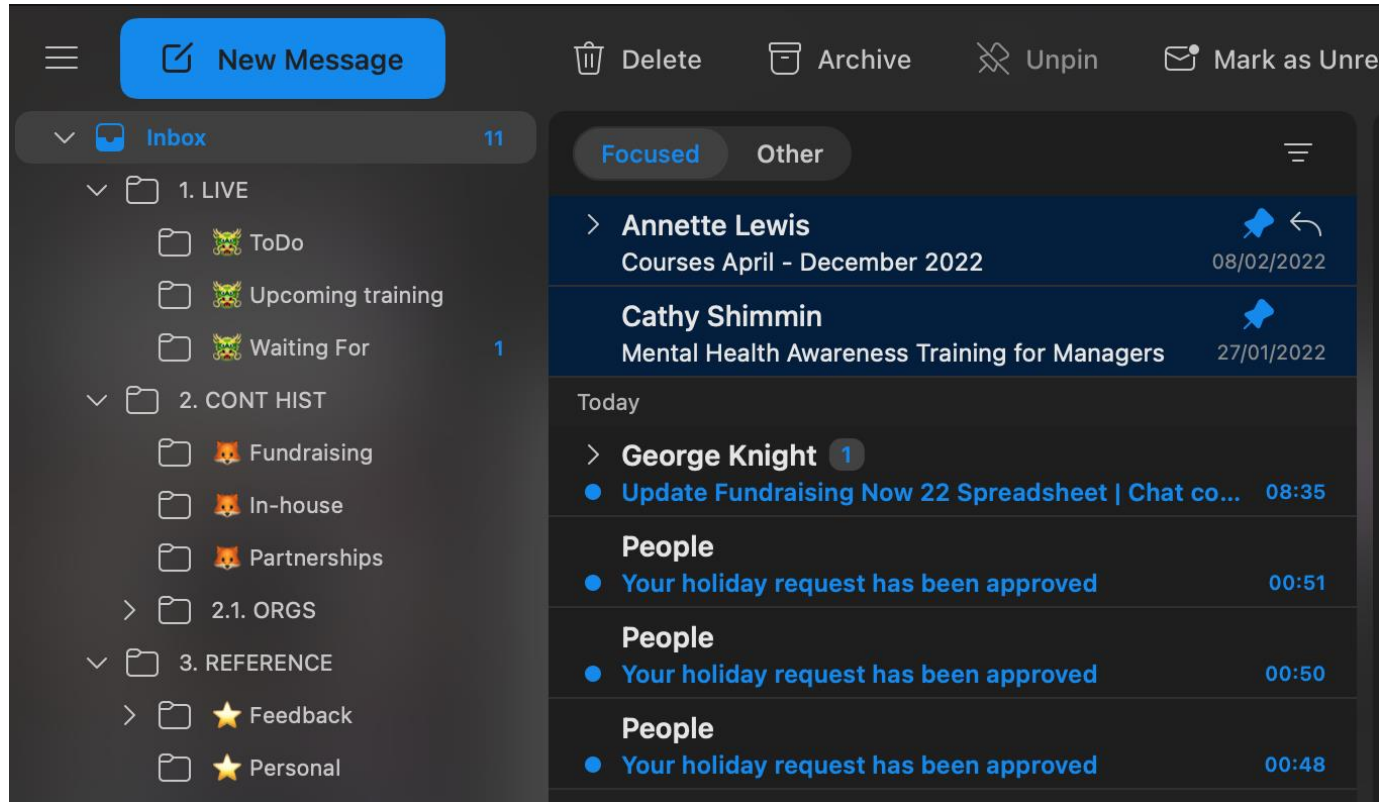 New Message
Delete
Archive
Unpin
Mark as Unre
Inbox 11
1. LIVE
ToDo
Upcoming training
Waiting For 1
2. CONT HIST
Fundraising
In-house
Partnerships
2.1. ORGS
3. REFERENCE
Feedback
Personal
Focused
Other
Annette Lewis
Courses April - December 2022 08/02/2022
Cathy Shimmin
Mental Health Awareness Training for Managers 27/01/2022
Today
George Knight 1
Update Fundraising Now 22 Spreadsheet | Chat co... 08:35
People
Your holiday request has been approved 00:51
People
Your holiday request has been approved 00:50
People
Your holiday request has been approved 00:48